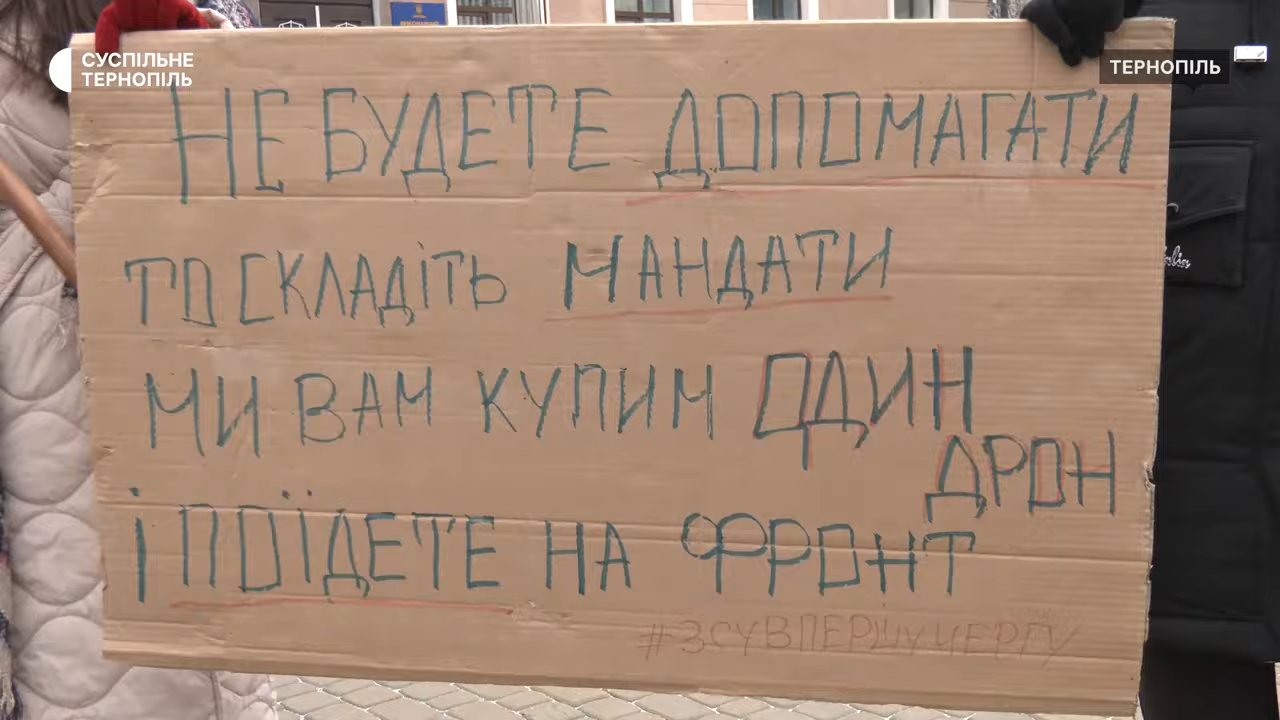 СУСПІЛЬНЕ
ТЕРНОПІЛЬ
ТЕРНОПІЛЬ
НЕ БУДЕТЕ ДОПОМАГАТИ
ТО СКЛАДІТЬ МАНДАТИ
МИ ВАМ КУПИМ ОДИН
ДРОН
І ПОЇДЕТЕ НА ФРОНТ
#ЗСУВПЕРШУЧЕРГУ